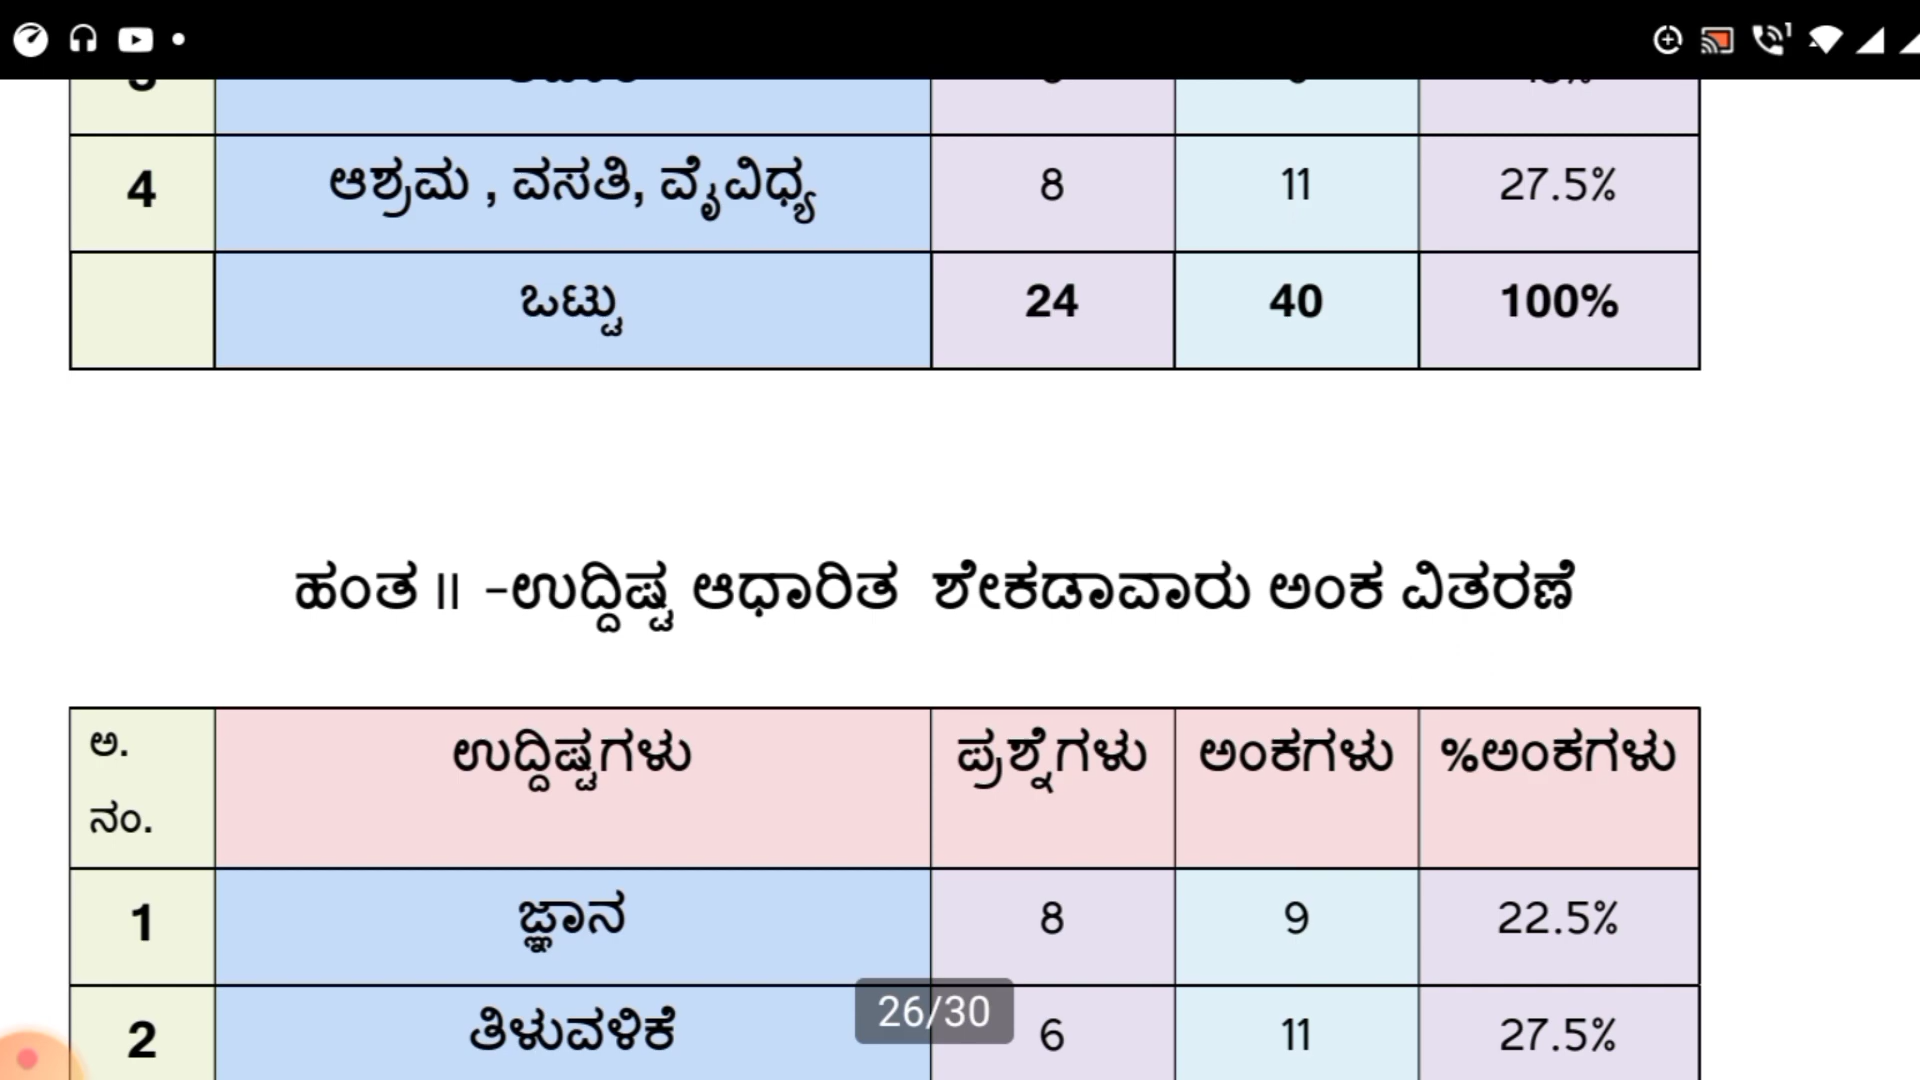 4 ಆಶ್ರಮ , ವಸತಿ, ವೈವಿಧ್ಯ 8 11 27.5%
ಒಟ್ಟು 24 40 100%
ಹಂತ II -ಉದ್ದಿಷ್ಟ ಆಧಾರಿತ ಶೇಕಡಾವಾರು ಅಂಕ ವಿತರಣೆ
ಅ. ಉದ್ದಿಷ್ಟಗಳು ಪ್ರಶ್ನೆಗಳು ಅಂಕಗಳು %ಅಂಕಗಳು
ನಂ.
1 ಜ್ಞಾನ 8 9 22.5%
2 ತಿಳುವಳಿಕೆ 6 11 27.5%
26/30